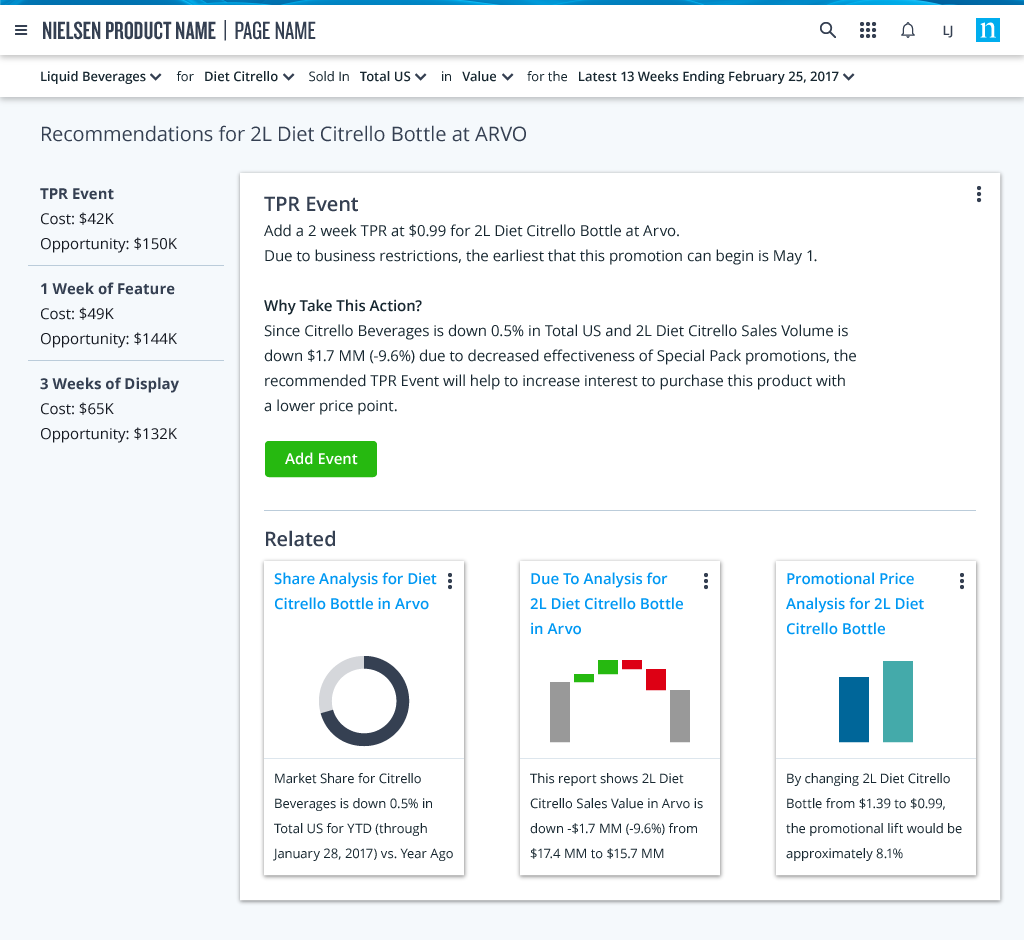 NIELSEN PRODUCT NAME | PAGE NAME
LJ
n
Liquid Beverages for Diet Citrello Sold In Total US in Value for the Latest 13 Weeks Ending February 25, 2017
Recommendations for 2L Diet Citrello Bottle at ARVO
TPR Event
Cost: $42K
Opportunity: $150K
1 Week of Feature
Cost: $49K
Opportunity: $144K
3 Weeks of Display
Cost: $65K
Opportunity: $132K
TPR Event
Add a 2 week TPR at $0.99 for 2L Diet Citrello Bottle at Arvo.
Due to business restrictions, the earliest that this promotion can begin is May 1.
Why Take This Action?
Since Citrello Beverages is down 0.5% in Total US and 2L Diet Citrello Sales Volume is
down $1.7 MM (-9.6%) due to decreased effectiveness of Special Pack promotions, the
recommended TPR Event will help to increase interest to purchase this product with
a lower price point.
Add Event
Related
Share Analysis for Diet
Citrello Bottle in Arvo
Market Share for Citrello
Beverages is down 0.5% in
Total US for YTD (through
January 28, 2017) vs. Year Ago
Due To Analysis for
2L Diet Citrello Bottle
in Arvo
This report shows 2L Diet
Citrello Sales Value in Arvo is
down -$1.7 MM (-9.6%) from
$17.4 MM to $15.7 MM
Promotional Price
Analysis for 2L Diet
Citrello Bottle
By changing 2L Diet Citrello
Bottle from $1.39 to $0.99,
the promotional lift would be
approximately 8.1%